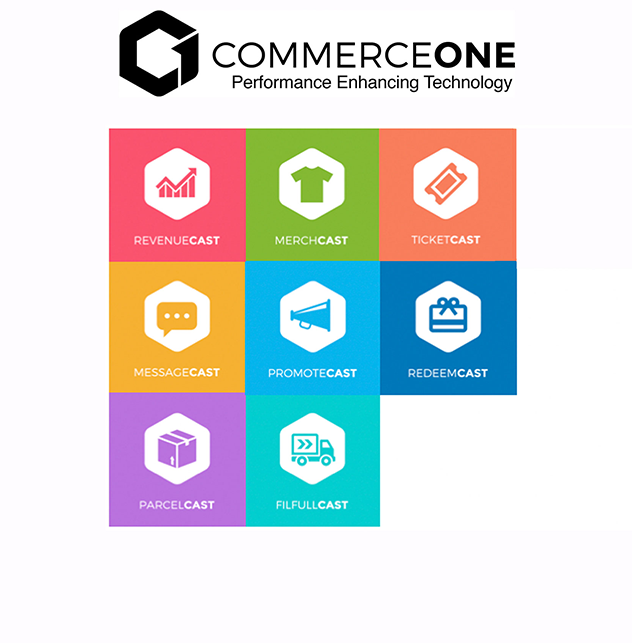 COMMERCEONE
Performance Enhancing Technology
REVENUECAST
MERCHCAST
TICKETCAST
MESSAGECAST
PROMOTECAST
REDEEMCAST
PARCELCAST
FILFULLCAST